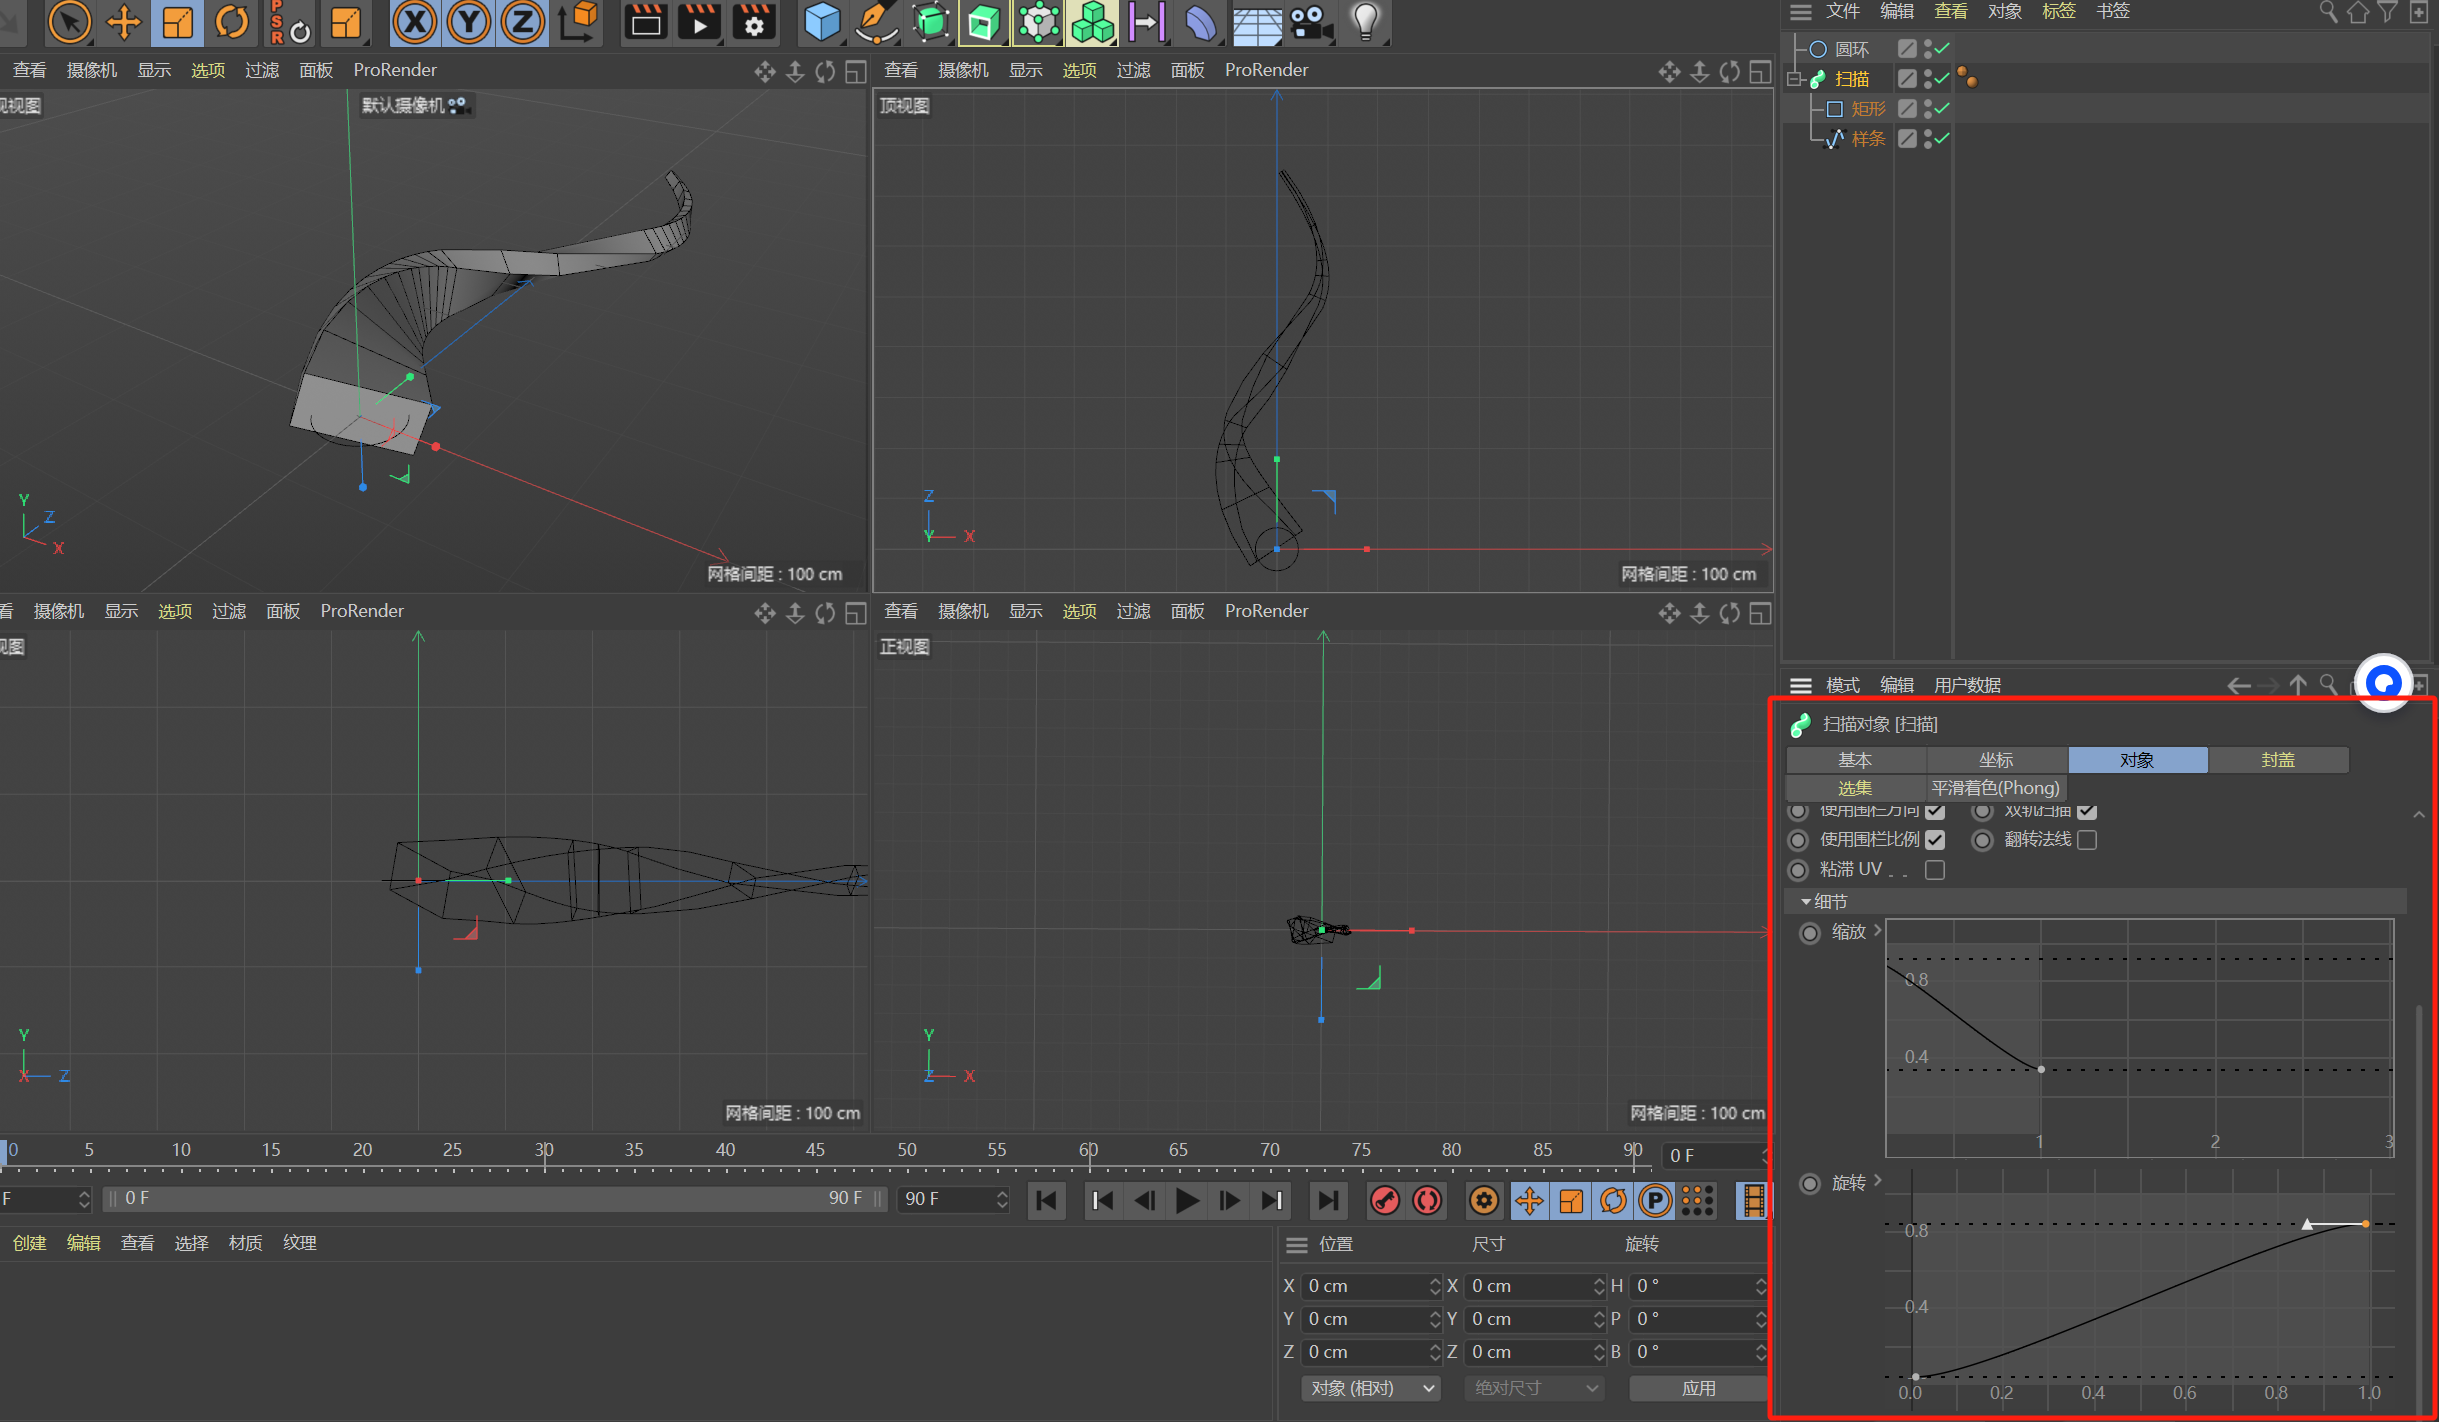 P
S
R
X
Y
Z
文件 编辑 查看 对象 标签 书签
查看 摄像机 显示 选项 过滤 面板 ProRender
查看 摄像机 显示 选项 过滤 面板 ProRender
视图
默认摄像机
顶视图
圆环
扫描
矩形
样条
Y
Z
X
网格间距 : 100 cm
Z
Y
X
网格间距 : 100 cm
看 摄像机 显示 选项 过滤 面板 ProRender
查看 摄像机 显示 选项 过滤 面板 ProRender
视图
正视图
Y
X
Z
网格间距 : 100 cm
Y
Z
X
网格间距 : 100 cm
模式 编辑 用户数据
扫描对象 [扫描]
基本 坐标 对象 封盖
选集 平滑着色(Phong)
使用围栏方向 双轨扫描
使用围栏比例 翻转法线
粘滞 UV . .
细节
缩放
0.8
0.4
1 2 3
旋转
0.8
0.4
0.0 0.2 0.4 0.6 0.8 1.0
0 5 10 15 20 25 30 35 40 45 50 55 60 65 70 75 80 85 90 0 F
F 0 F 90 F 90 F
P
创建 编辑 查看 选择 材质 纹理
位置 尺寸 旋转
X 0 cm X 0 cm H 0 °
Y 0 cm Y 0 cm P 0 °
Z 0 cm Z 0 cm B 0 °
对象 (相对) 绝对尺寸 应用